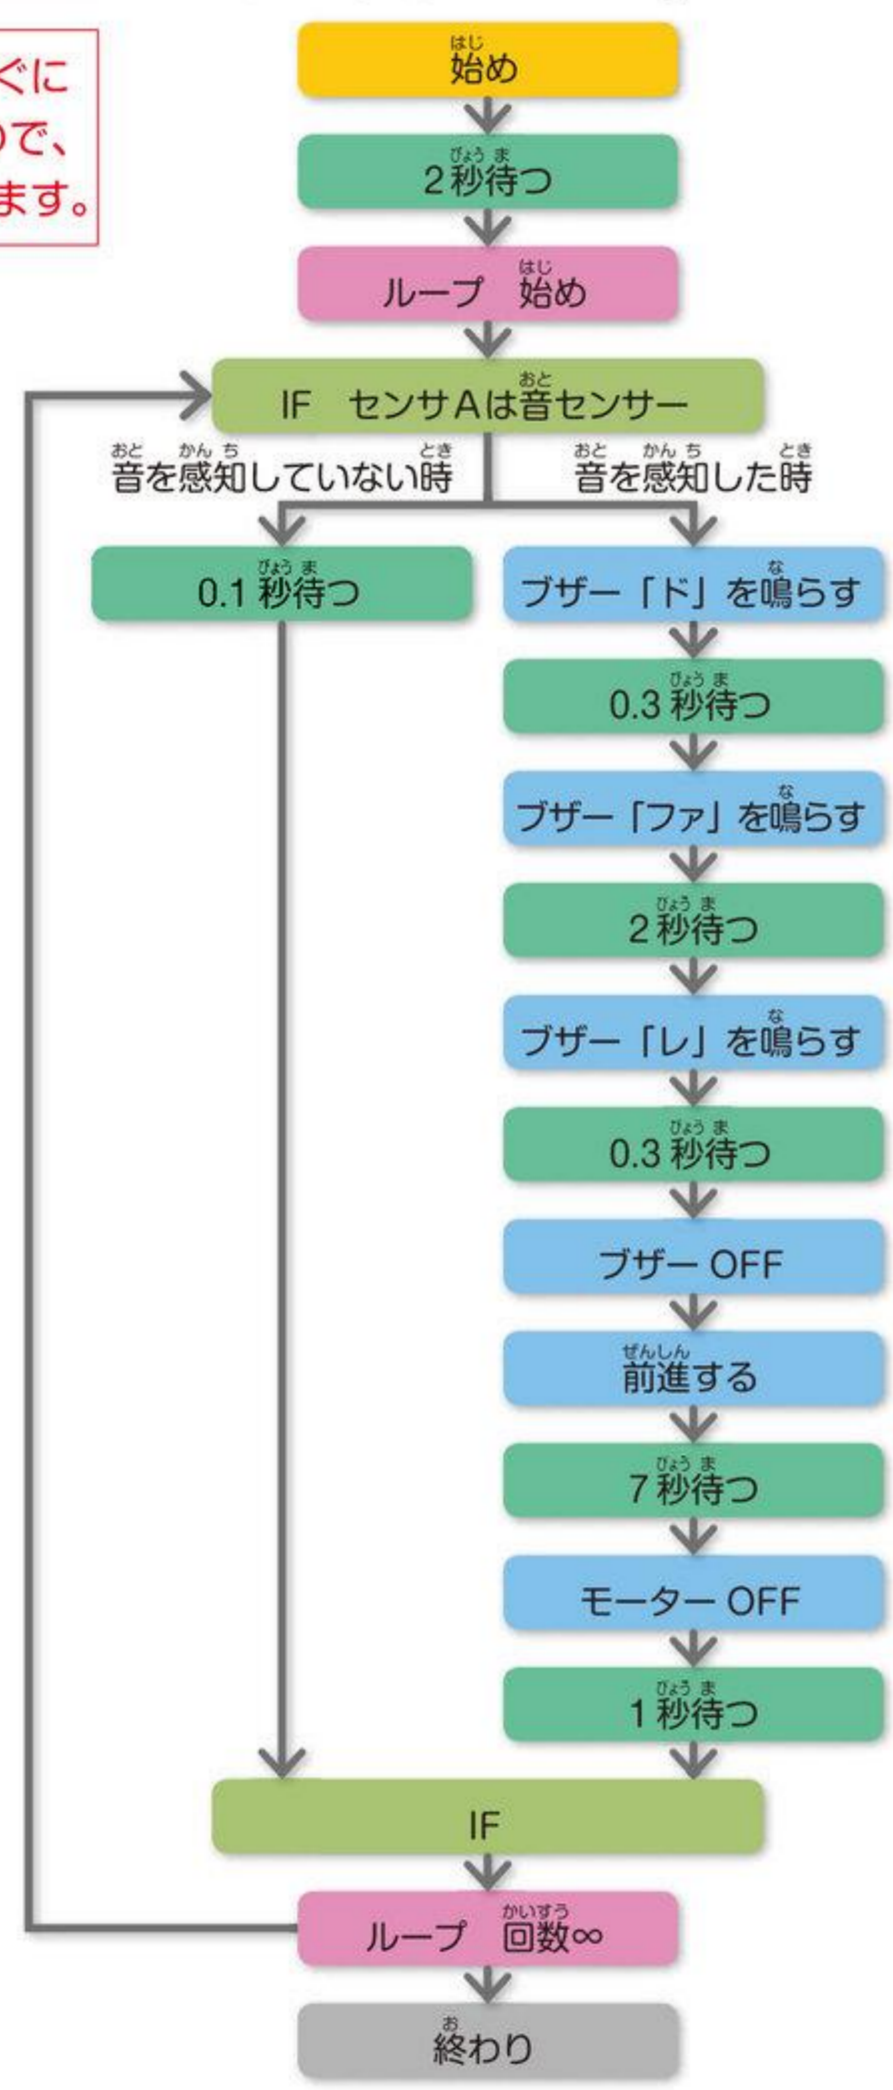 ぐに
ので、
ます。
始め
2秒待つ
ループ 始め
IF センサAは音センサー
音を感知していない時
音を感知した時
0.1秒待つ
ブザー「ド」を鳴らす
0.3秒待つ
ブザー「ファ」を鳴らす
2秒待つ
ブザー「レ」を鳴らす
0.3秒待つ
ブザーOFF
前進する
7秒待つ
モーターOFF
1秒待つ
IF
ループ 回数∞
終わり